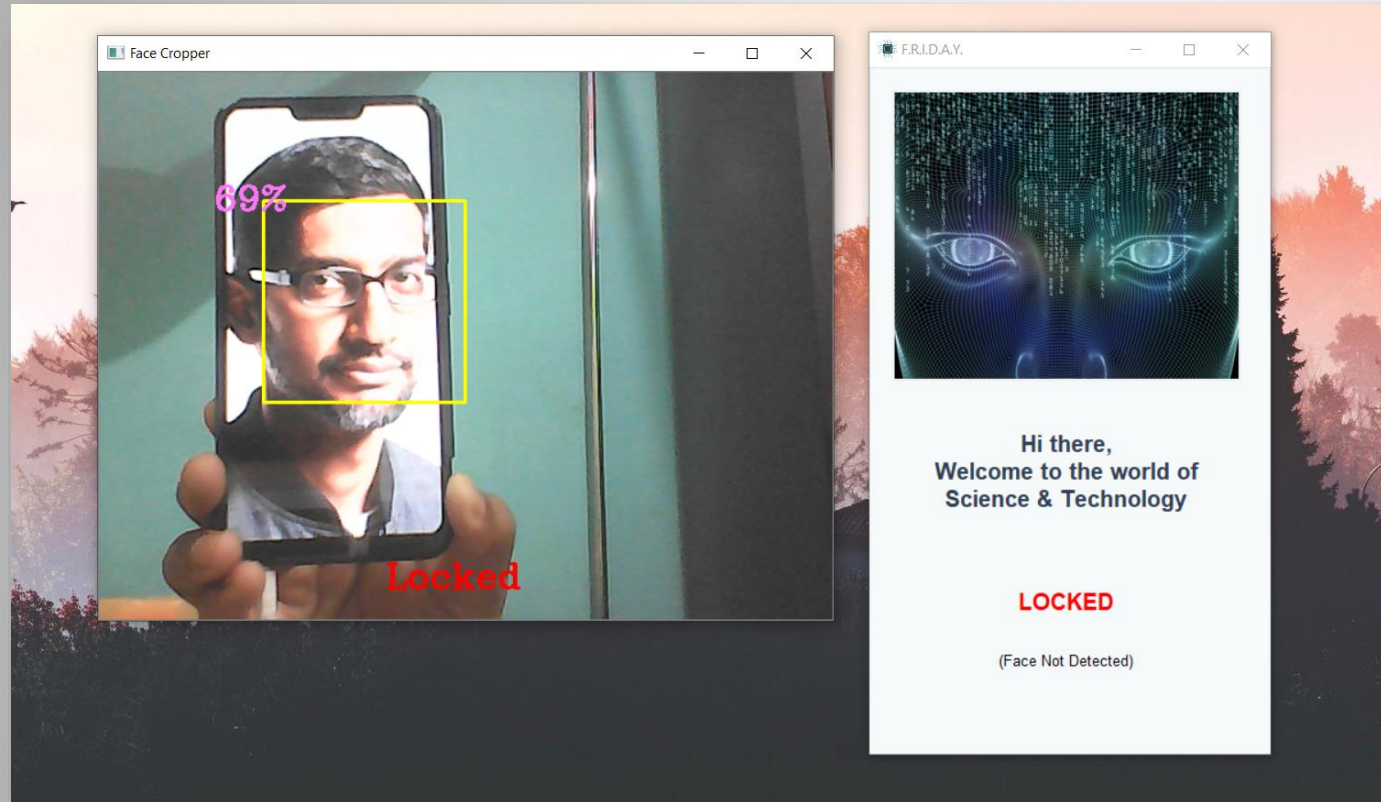 Face Cropper
69%
Locked
F.R.I.D.A.Y.
Hi there,
Welcome to the world of
Science & Technology
LOCKED
(Face Not Detected)